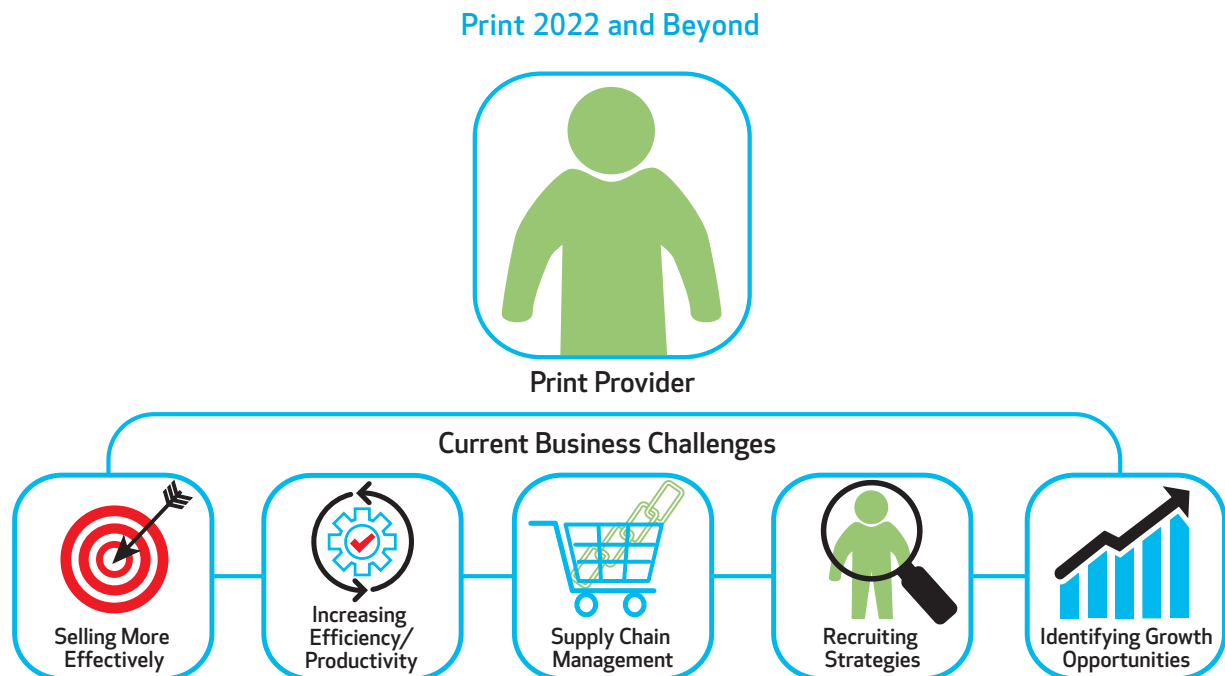 Print 2022 and Beyond
Print Provider
Current Business Challenges
Selling More
Effectively
Increasing
Efficiency/
Productivity
Supply Chain
Management
Recruiting
Strategies
Identifying Growth
Opportunities